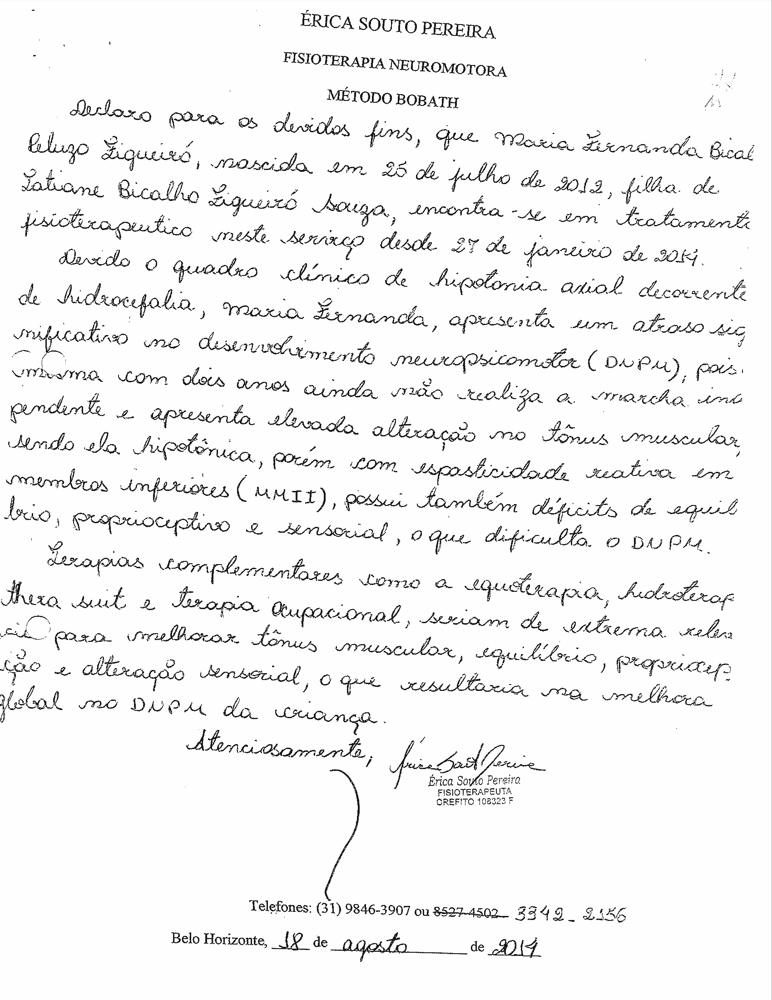 ÉRICA SOUTO PEREIRA
FISIOTERAPIA NEUROMOTORA
MÉTODO BOBATH
Declaro para os devidos fins, que Maria Fernanda Bical
Peluzo Ziqueiró, nascida em 25 de julho de 2012, filha de
Tatiane Bicalho Ziqueiró Souza, encontra-se em tratament
fisioterapeutico neste serviço desde 27 de janeiro de 2014.
Devido o quadro clínico de hipotonia axial decorrente
de hidrocefalia, Maria Fernanda, apresenta um atraso sig
nificativo no desenvolvimento neuropsicomotor (DNPM), pois
mesma com dois anos ainda não realiza a marcha ind
pendente e apresenta elevada alteração no tônus muscular,
sendo ela hipotônica, porém com espasticidade reativa em
membros inferiores (MMII), possui também déficits de equil
brio, proprioceptivo e sensorial, o que dificulta o DNPM.
Terapias complementares como a equoterapia, hidroterap
thera suit e terapia ocupacional, seriam de extrema relev
cia para melhorar tônus muscular, equilíbrio, propriocep.
ção e alteração sensorial, o que resultaria na melhora
global no DNPM da criança.
Atenciosamente,
Érica Souto Pereira
Érica Souto Pereira
FISIOTERAPEUTA
CREFITO 108323 F
Telefones: (31) 9846-3907 ou 8527-4502 3342-2156
Belo Horizonte, 18 de agosto de 2014